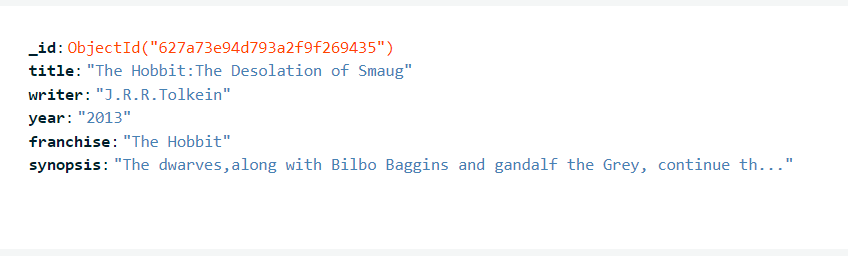 _id: ObjectId("627a73e94d793a2f9f269435")
title: "The Hobbit:The Desolation of Smaug"
writer: "J.R.R.Tolkein"
year: "2013"
franchise: "The Hobbit"
synopsis: "The dwarves,along with Bilbo Baggins and gandalf the Grey, continue th..."